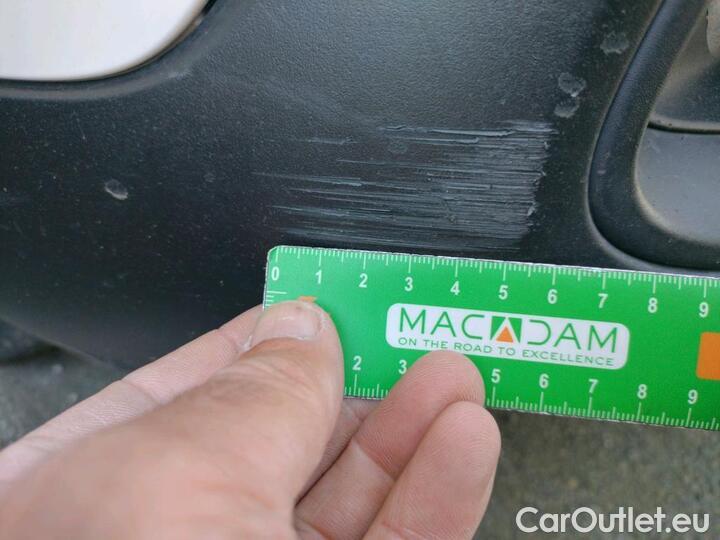 0 1 2 3 4 5 6 7 8 9
MACADAM
ON THE ROAD TO EXCELLENCE
2 3 4 5 6 7 8 9
CarOutlet.eu